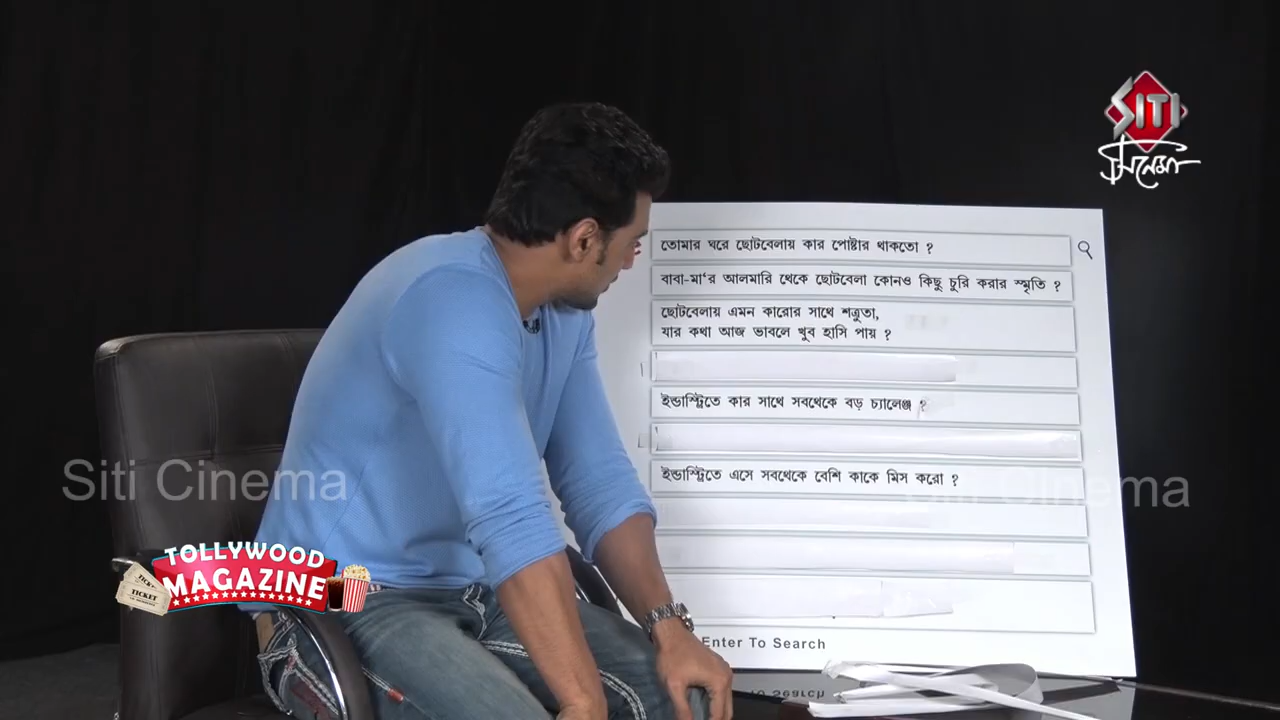 SITI
সিনেমা
তোমার ঘরে ছোটবেলায় কার পোষ্টার থাকতো ?
বাবা-মা'র আলমারি থেকে ছোটবেলা কোনও কিছু চুরি করার স্মৃতি ?
ছোটবেলায় এমন কারোর সাথে শত্রুতা,
যার কথা আজ ভাবলে খুব হাসি পায় ?
ইন্ডাস্ট্রিতে কার সাথে সবথেকে বড় চ্যালেঞ্জ ?
ইন্ডাস্ট্রিতে এসে সবথেকে বেশি কাকে মিস করো ?
Siti Cinema
Siti Cinema
TOLLYWOOD
MAGAZINE
TICKET
Enter To Search